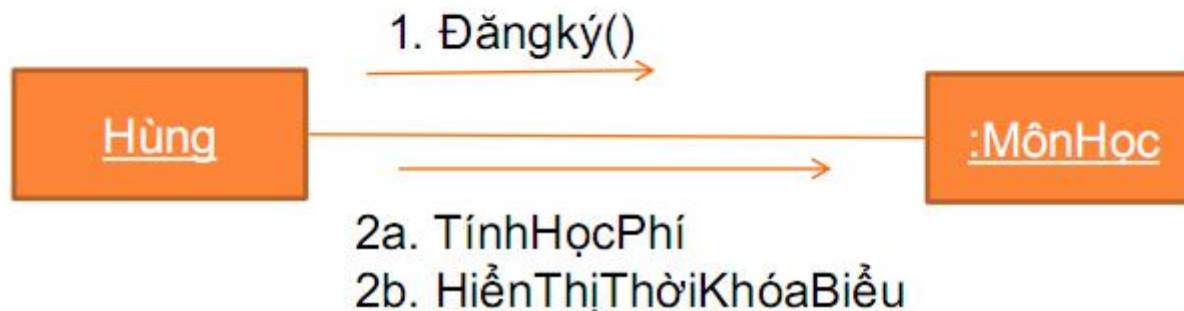 1. Đăngký()
Hùng
:MônHọc
2a. TínhHọcPhí
2b. HiểnThịThờiKhóaBiểu